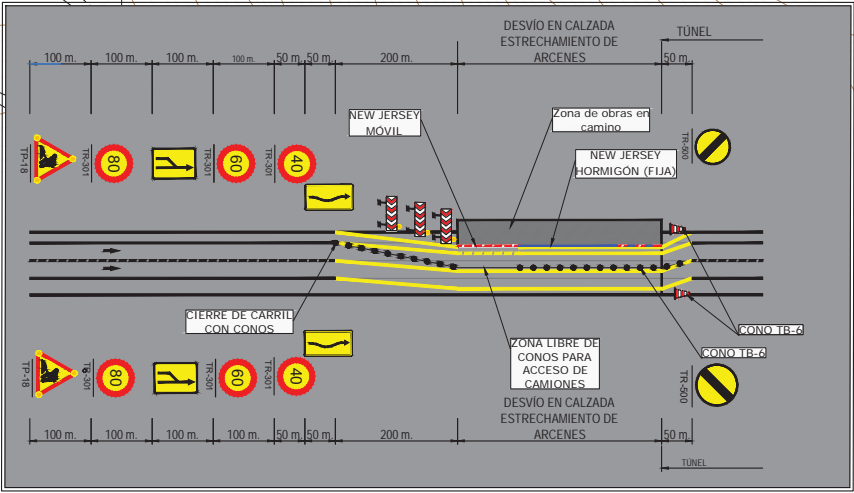 DESVÍO EN CALZADA
ESTRECHAMIENTO DE
ARCENES
TÚNEL
100 m. 100 m. 100 m. 100 m. 50 m. 50 m. 200 m. 50 m.
NEW JERSEY
MÓVIL
Zona de obras en
camino
NEW JERSEY
HORMIGÓN (FIJA)
TP-18
TR-301
80
TR-301
60
TR-301
40
TR-500
CIERRE DE CARRIL
CON CONOS
ZONA LIBRE DE
CONOS PARA
ACCESO DE
CAMIONES
CONO TB-6
CONO TB-6
TP-18
TR-301
80
TR-301
60
TR-301
40
TR-500
DESVÍO EN CALZADA
ESTRECHAMIENTO DE
ARCENES
100 m. 100 m. 100 m. 100 m. 50 m. 50 m. 200 m. 50 m.
TÚNEL